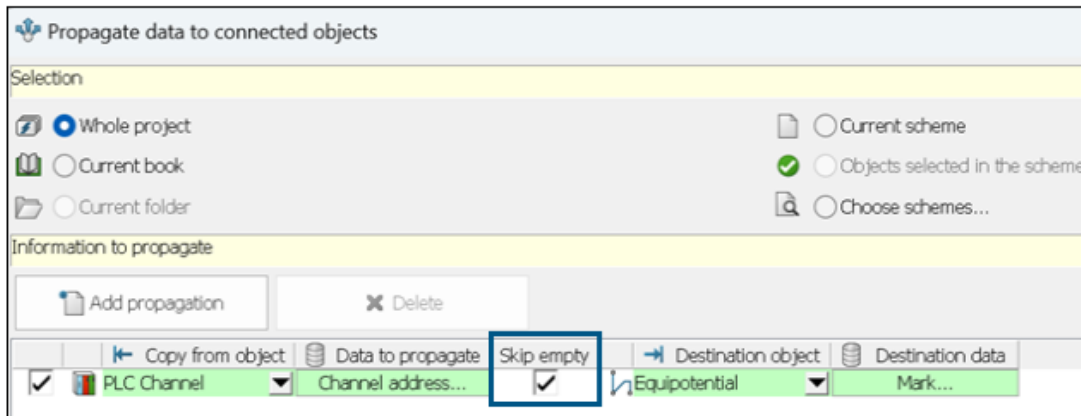 Propagate data to connected objects
Selection
Whole project
Current scheme
Current book
Objects selected in the scheme
Current folder
Choose schemes...
Information to propagate
Add propagation Delete
Copy from object Data to propagate Skip empty Destination object Destination data
PLC Channel Channel address... Equipotential Mark...